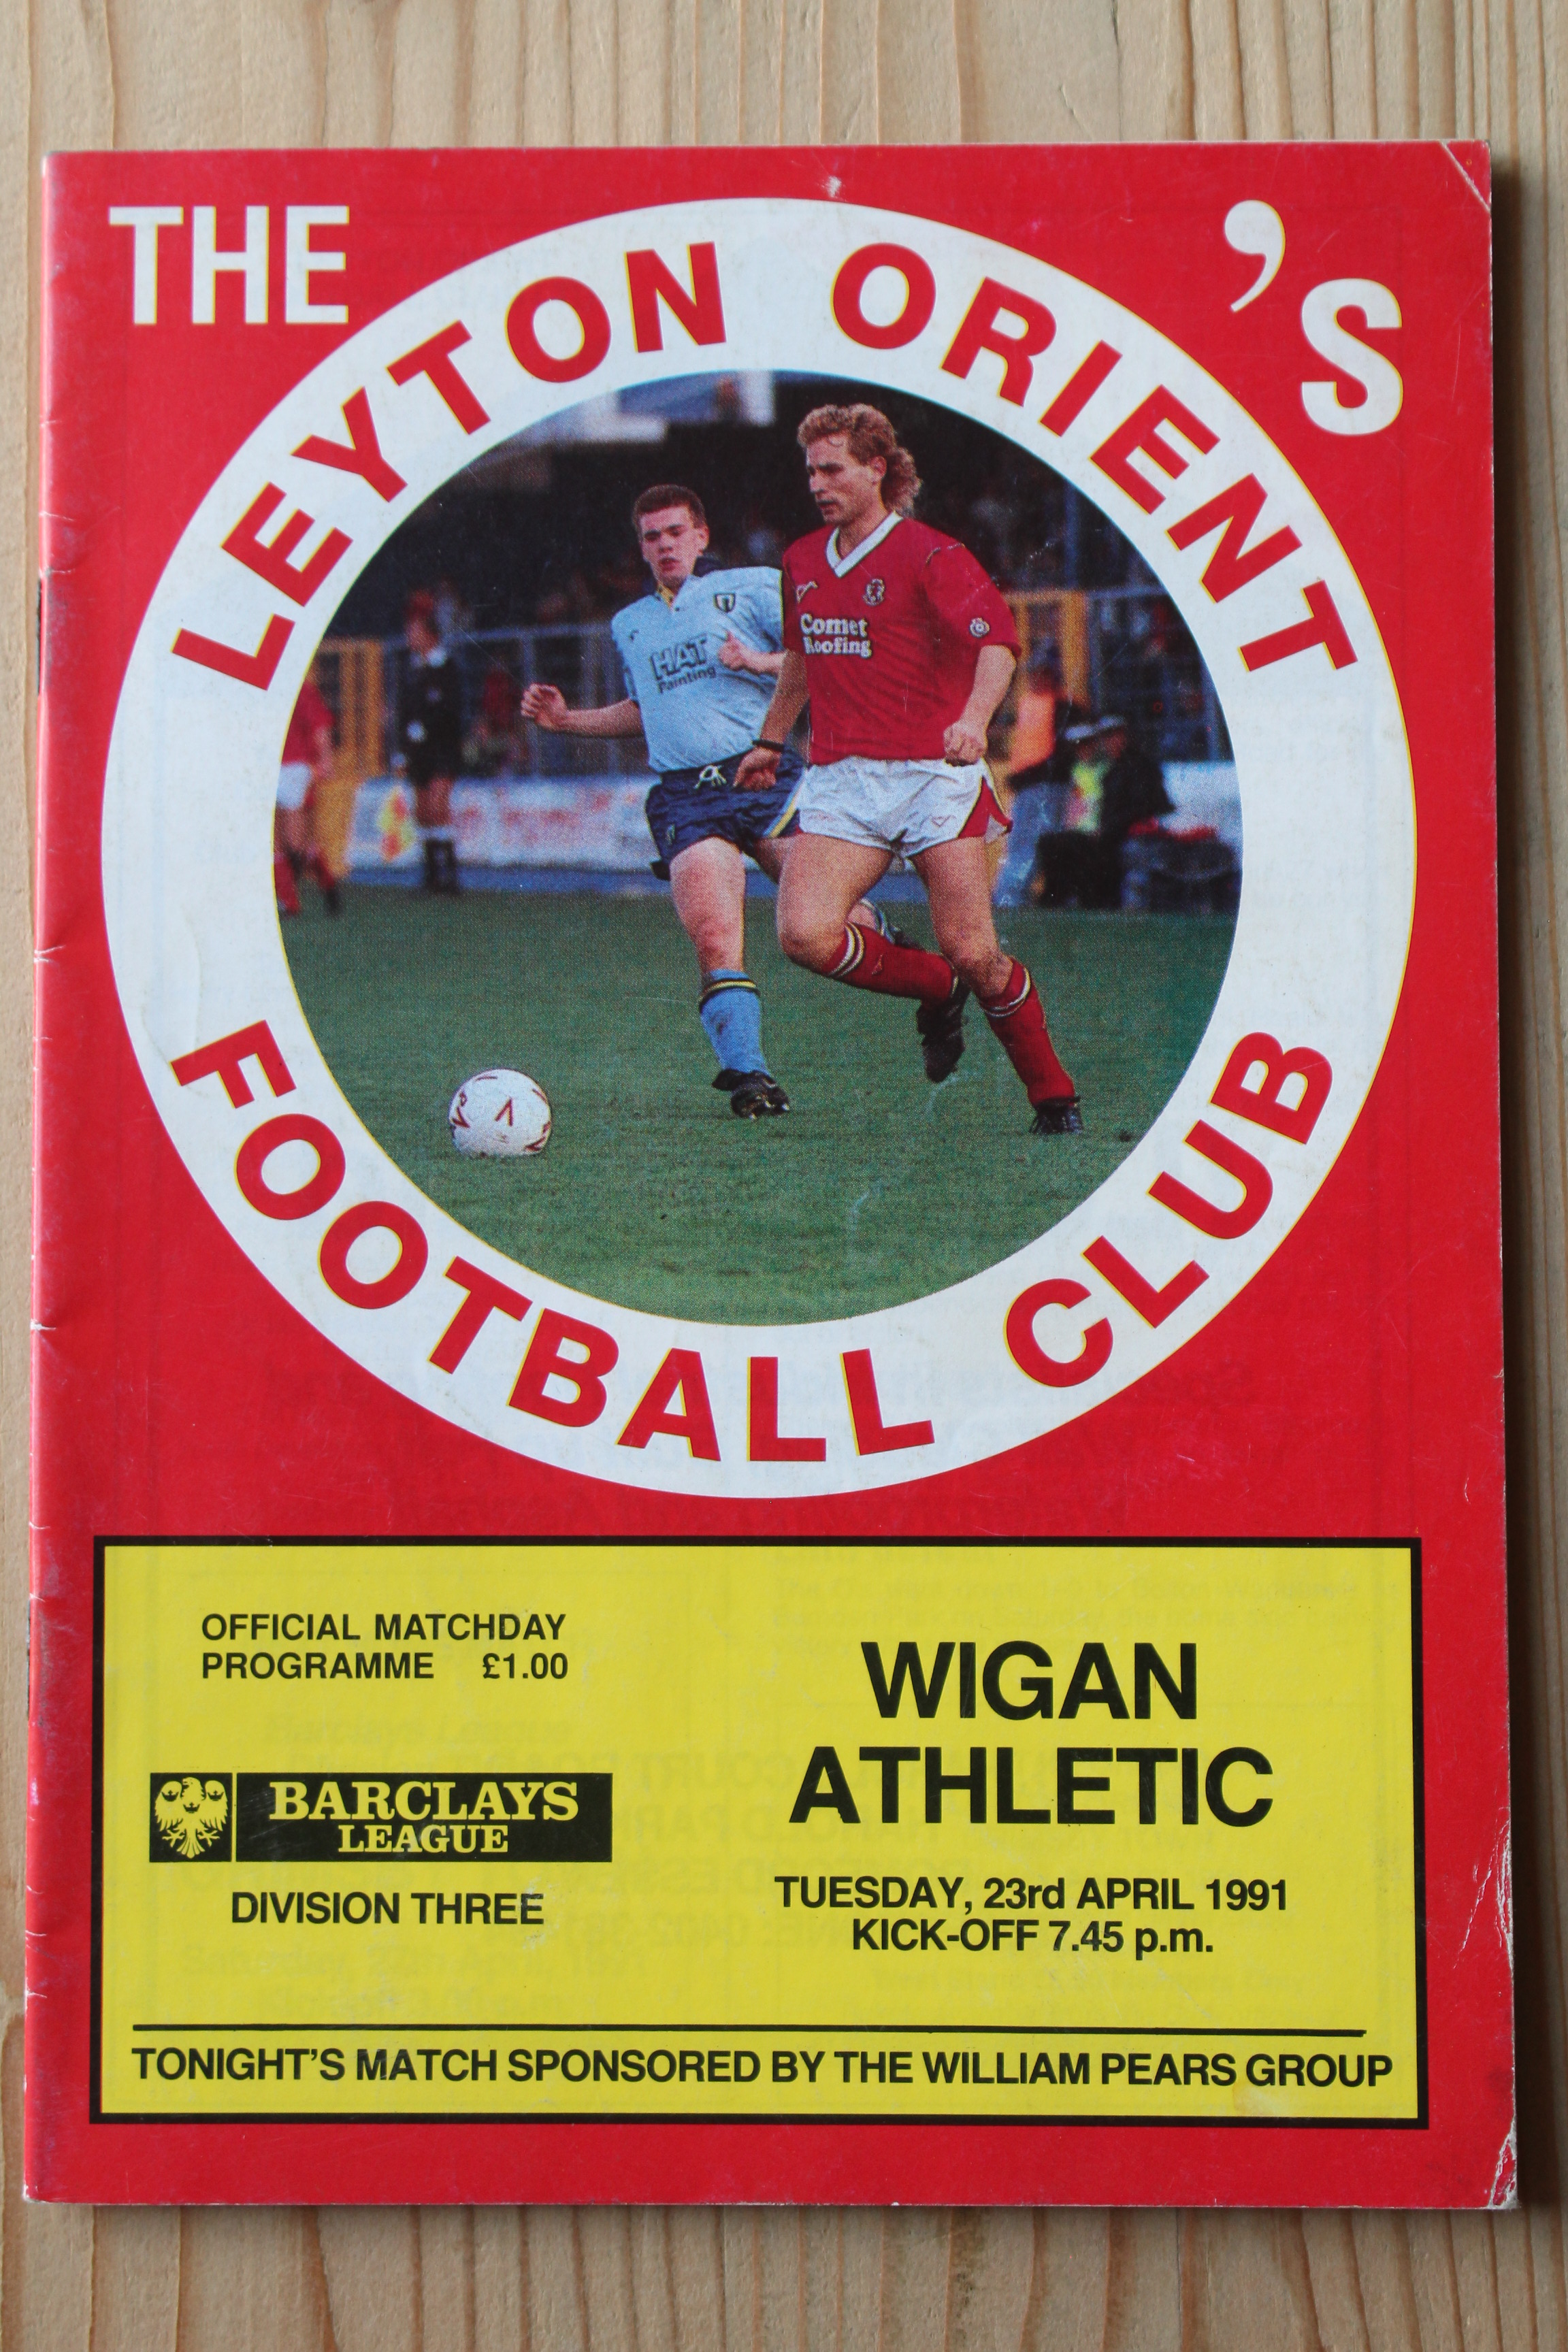 THE
LEYTON ORIENT
'S
Comet
Roofing
HAT
Painting
FOOTBALL CLUB
OFFICIAL MATCHDAY
PROGRAMME £1.00
BARCLAYS
LEAGUE
DIVISION THREE
WIGAN
ATHLETIC
TUESDAY, 23rd APRIL 1991
KICK-OFF 7.45 p.m.
TONIGHT'S MATCH SPONSORED BY THE WILLIAM PEARS GROUP